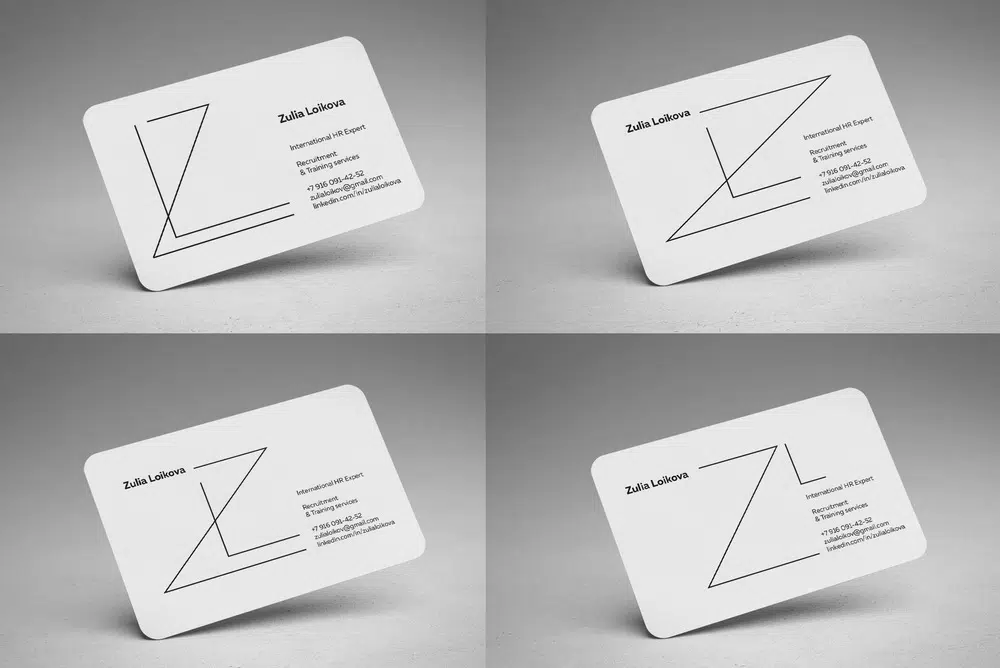 Zulia Loikova
International HR Expert
Recruitment
& Training services
+7 916 091-42-52
zulialoikov@gmail.com
linkedin.com/in/zulialoikova
Zulia Loikova
International HR Expert
Recruitment
& Training services
+7 916 091-42-52
zulialoikov@gmail.com
linkedin.com/in/zulialoikova
Zulia Loikova
International HR Expert
Recruitment
& Training services
+7 916 091-42-52
zulialoikov@gmail.com
linkedin.com/in/zulialoikova
Zulia Loikova
International HR Expert
Recruitment
& Training services
+7 916 091-42-52
zulialoikov@gmail.com
linkedin.com/in/zulialoikova